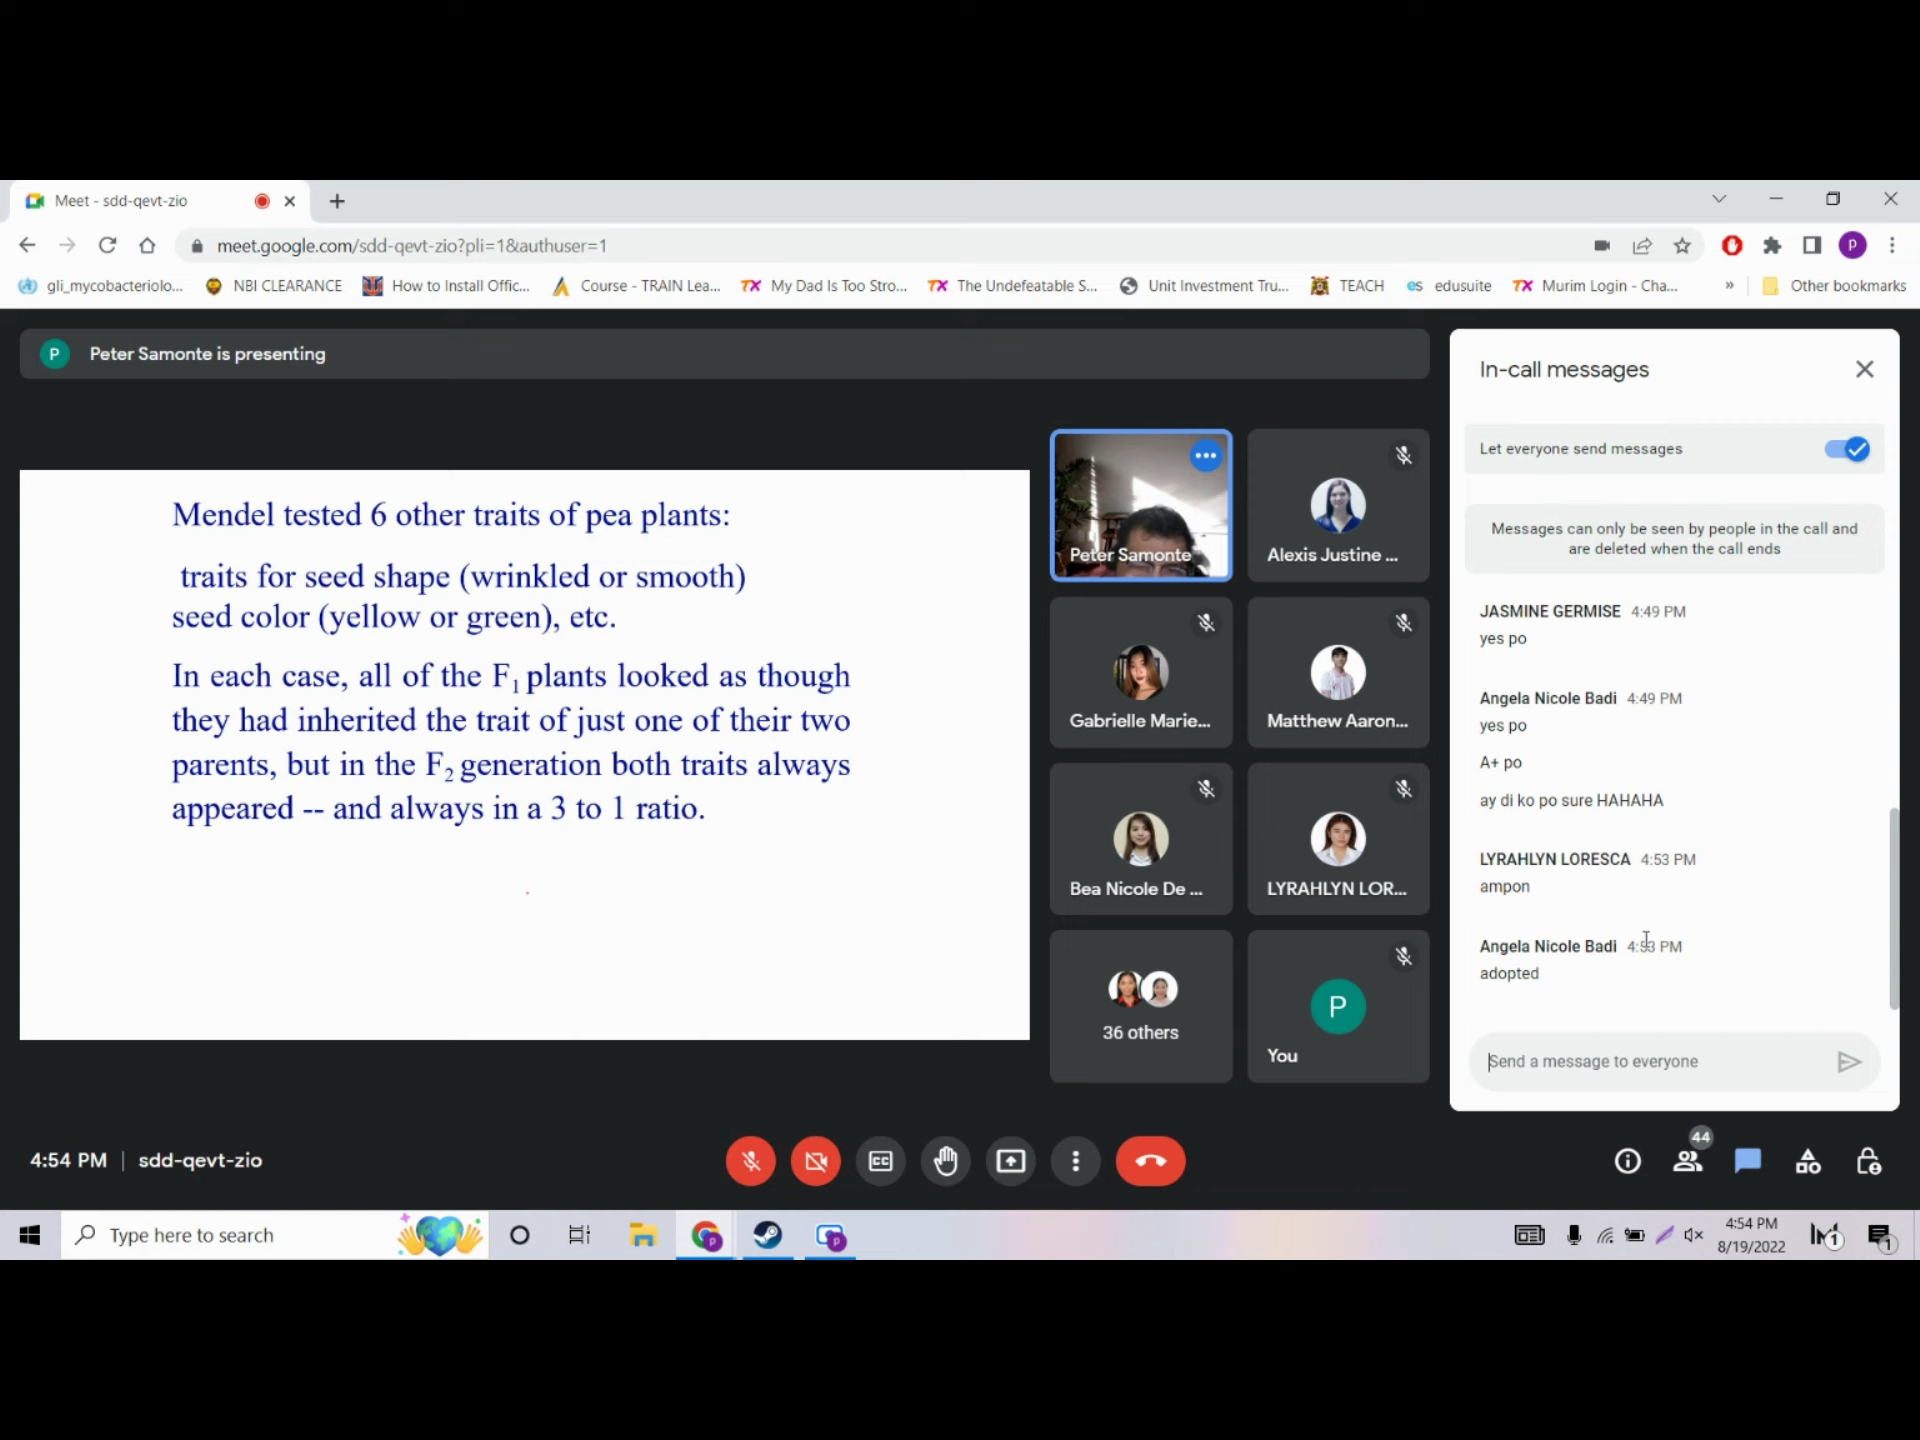 Meet - sdd-qevt-zio
meet.google.com/sdd-qevt-zio?pli=1&authuser=1
P
gli_mycobacteriolo...
NBI CLEARANCE
How to Install Offic...
Course - TRAIN Lea...
TX My Dad Is Too Stro...
TX The Undefeatable S...
Unit Investment Tru...
TEACH
es edusuite
TX Murim Login - Cha...
»
Other bookmarks
P Peter Samonte is presenting
Mendel tested 6 other traits of pea plants:
traits for seed shape (wrinkled or smooth)
seed color (yellow or green), etc.
In each case, all of the F₁ plants looked as though
they had inherited the trait of just one of their two
parents, but in the F₂ generation both traits always
appeared -- and always in a 3 to 1 ratio.
Peter Samonte
Alexis Justine ...
Gabrielle Marie...
Matthew Aaron...
Bea Nicole De ...
LYRAHLYN LOR...
36 others
P
You
In-call messages
Let everyone send messages
Messages can only be seen by people in the call and
are deleted when the call ends
JASMINE GERMISE 4:49 PM
yes po
Angela Nicole Badi 4:49 PM
yes po
A+ po
ay di ko po sure HAHAHA
LYRAHLYN LORESCA 4:53 PM
ampon
Angela Nicole Badi 4:53 PM
adopted
Send a message to everyone
4:54 PM | sdd-qevt-zio
CC
44
Type here to search
P
P
4:54 PM
8/19/2022
1
1